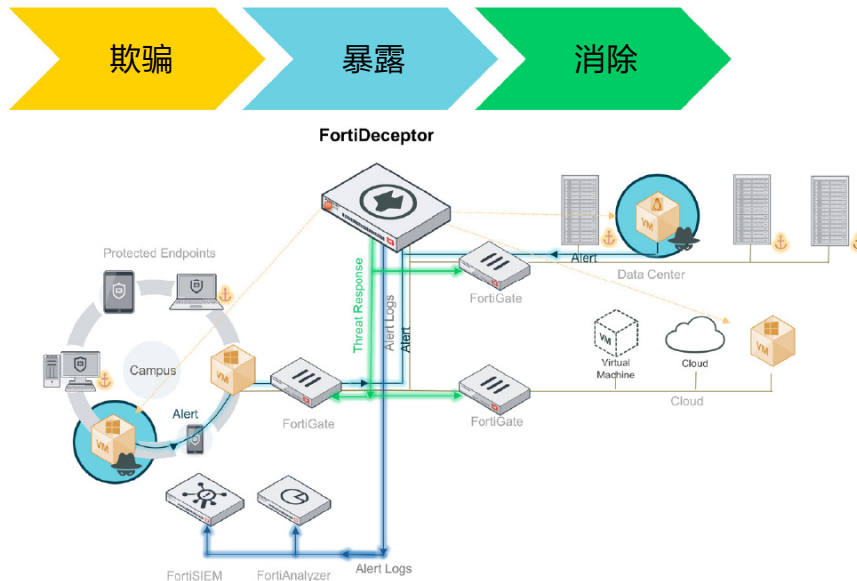 欺骗
暴露
消除
FortiDeceptor
VM
Alert
Data Center
FortiGate
Protected Endpoints
Threat Response
Alert Logs
Alert
VM
Virtual
Machine
Cloud
VM
Cloud
Campus
VM
FortiGate
FortiGate
Alert
VM
FortiSIEM
FortiAnalyzer
Alert Logs